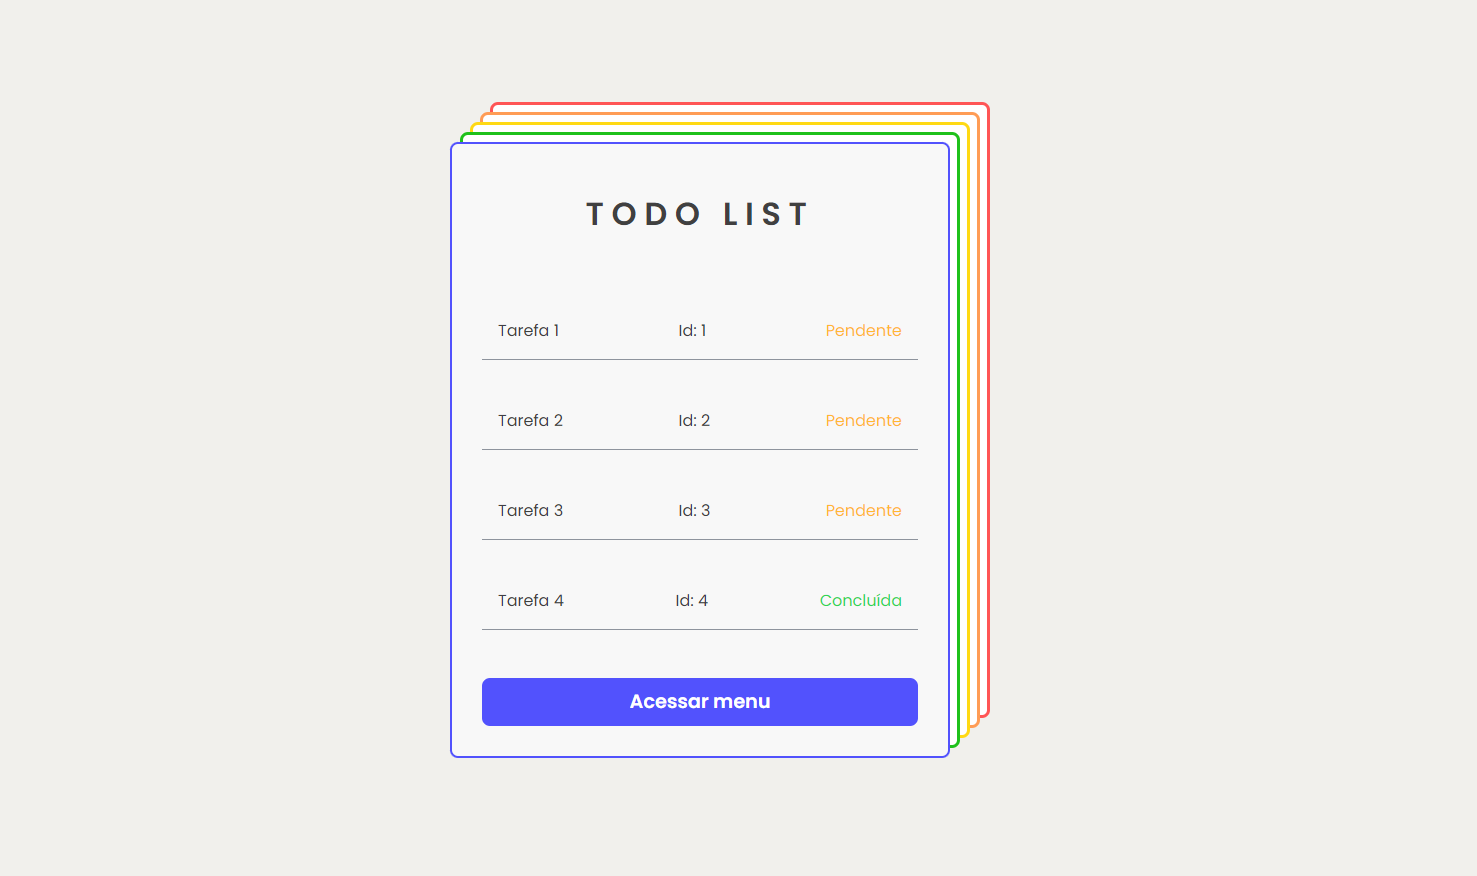 TODO LIST
Tarefa 1 Id: 1 Pendente
Tarefa 2 Id: 2 Pendente
Tarefa 3 Id: 3 Pendente
Tarefa 4 Id: 4 Concluída
Acessar menu